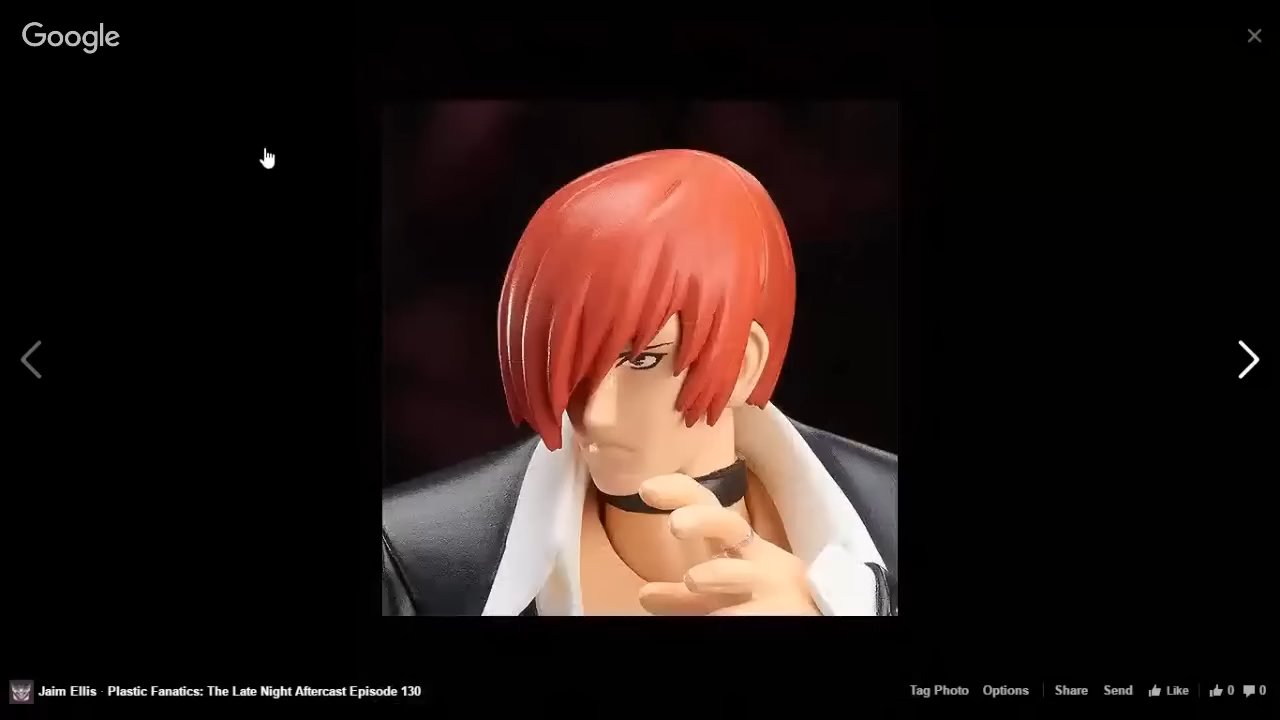 Google
Jaim Ellis · Plastic Fanatics: The Late Night Aftercast Episode 130
Tag Photo Options Share Send Like 0 0